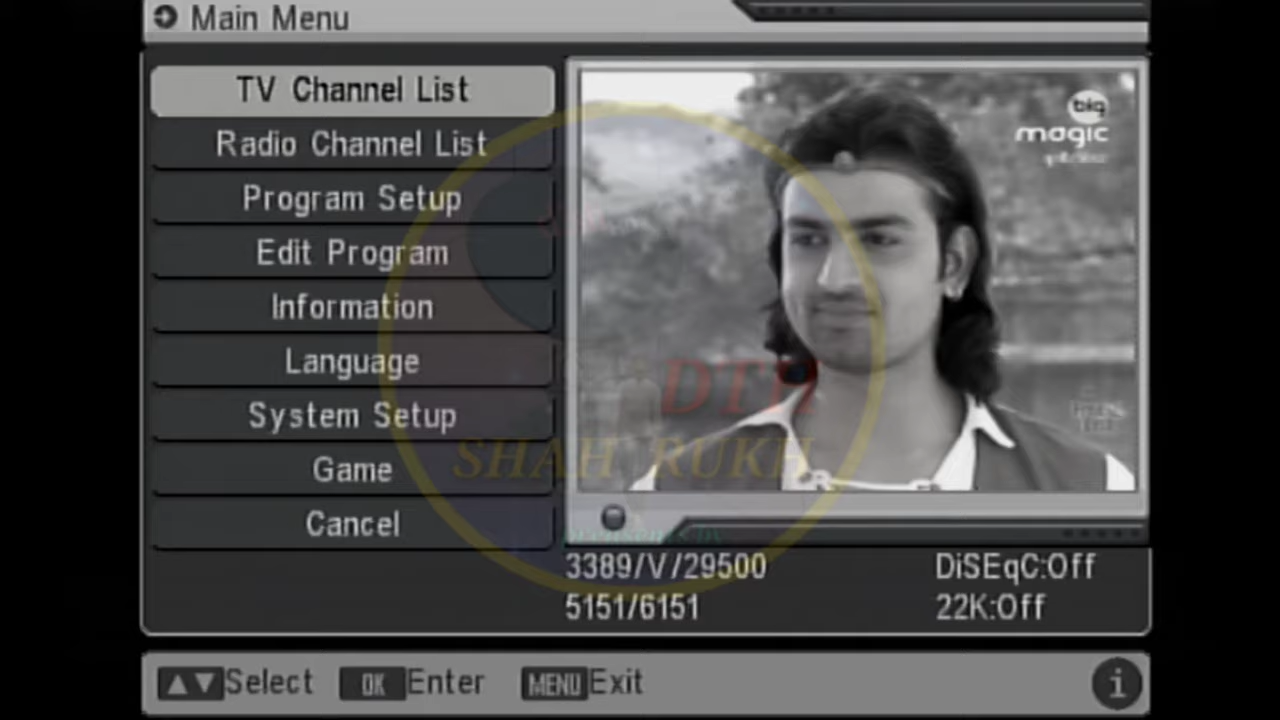 Main Menu
TV Channel List
Radio Channel List
Program Setup
Edit Program
Information
Language
System Setup
Game
Cancel
big
magic
DTH
SHAH RUKH
3389/V/29500
DiSEqC:Off
5151/6151
22K:Off
▲▼Select OK Enter MENU Exit
i